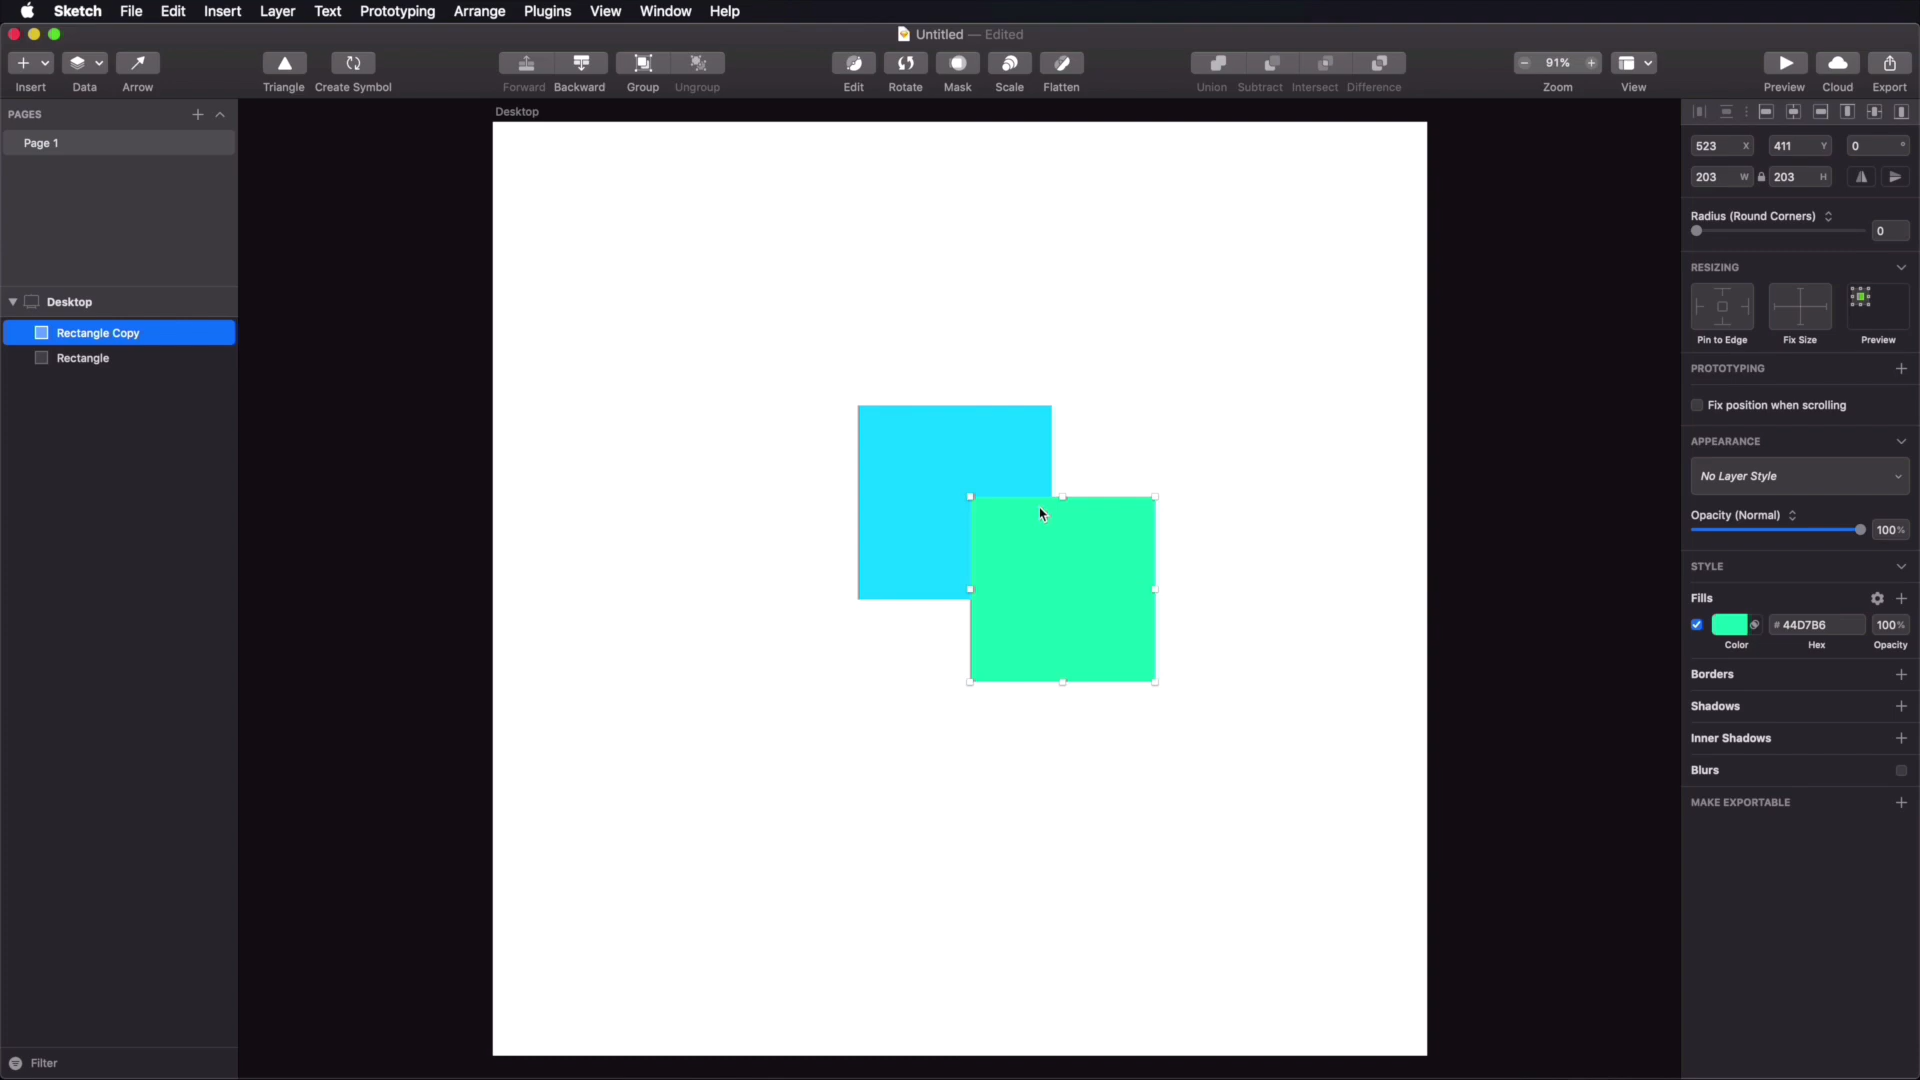 Sketch File Edit Insert Layer Text Prototyping Arrange Plugins View Window Help
Untitled — Edited
91%
Insert Data Arrow Triangle Create Symbol Forward Backward Group Ungroup Edit Rotate Mask Scale Flatten Union Subtract Intersect Difference Zoom View Preview Cloud Export
PAGES
Page 1
Desktop
Rectangle Copy
Rectangle
Filter
Desktop
523 X 411 Y 0 °
203 W 203 H
Radius (Round Corners)
0
RESIZING
Pin to Edge Fix Size Preview
PROTOTYPING
Fix position when scrolling
APPEARANCE
No Layer Style
Opacity (Normal)
100%
STYLE
Fills
# 44D7B6 100%
Color Hex Opacity
Borders
Shadows
Inner Shadows
Blurs
MAKE EXPORTABLE